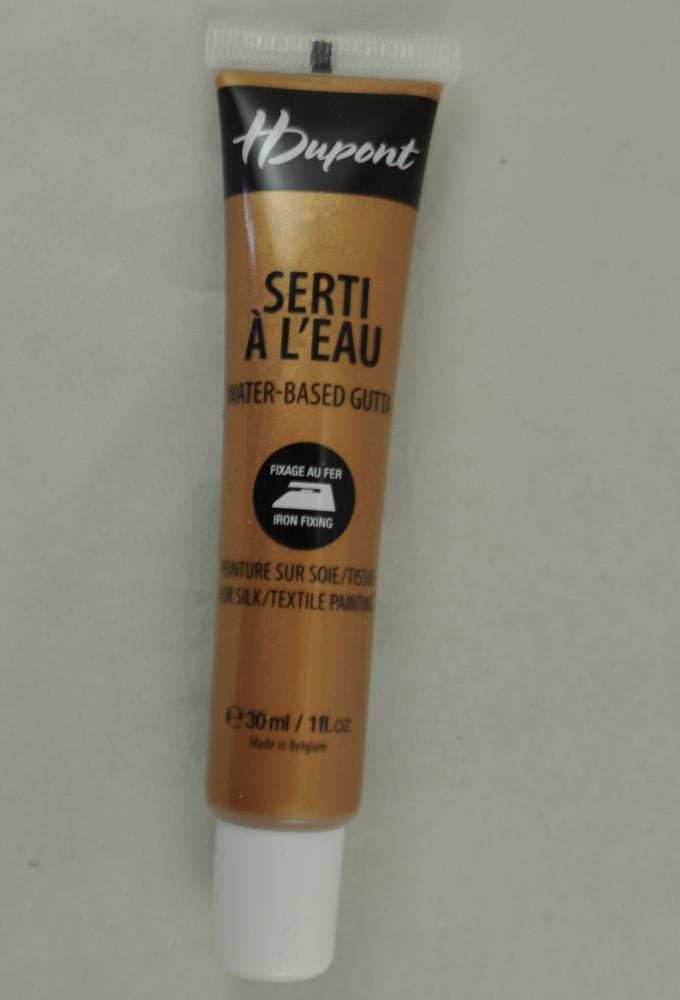 HDupont
SERTI
À L'EAU
WATER-BASED GUTTA
FIXAGE AU FER
IRON FIXING
PEINTURE SUR SOIE/TISSU
FOR SILK/TEXTILE PAINTING
℮ 30 ml / 1fl.oz
Made in Belgium